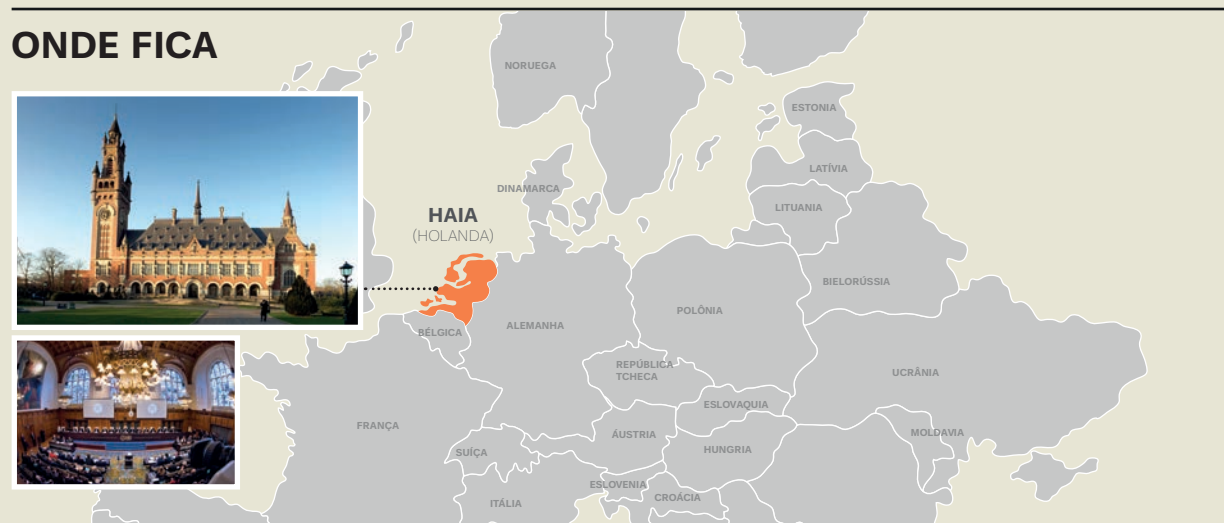 ONDE FICA
NORUEGA
ESTONIA
LATÍVIA
DINAMARCA
LITUANIA
HAIA
(HOLANDA)
BIELORÚSSIA
POLÔNIA
ALEMANHA
BÉLGICA
REPÚBLICA
TCHECA
UCRÂNIA
ESLOVAQUIA
FRANÇA
ÁUSTRIA
MOLDAVIA
HUNGRIA
SUÍÇA
ESLOVENIA
CROÁCIA
ITÁLIA